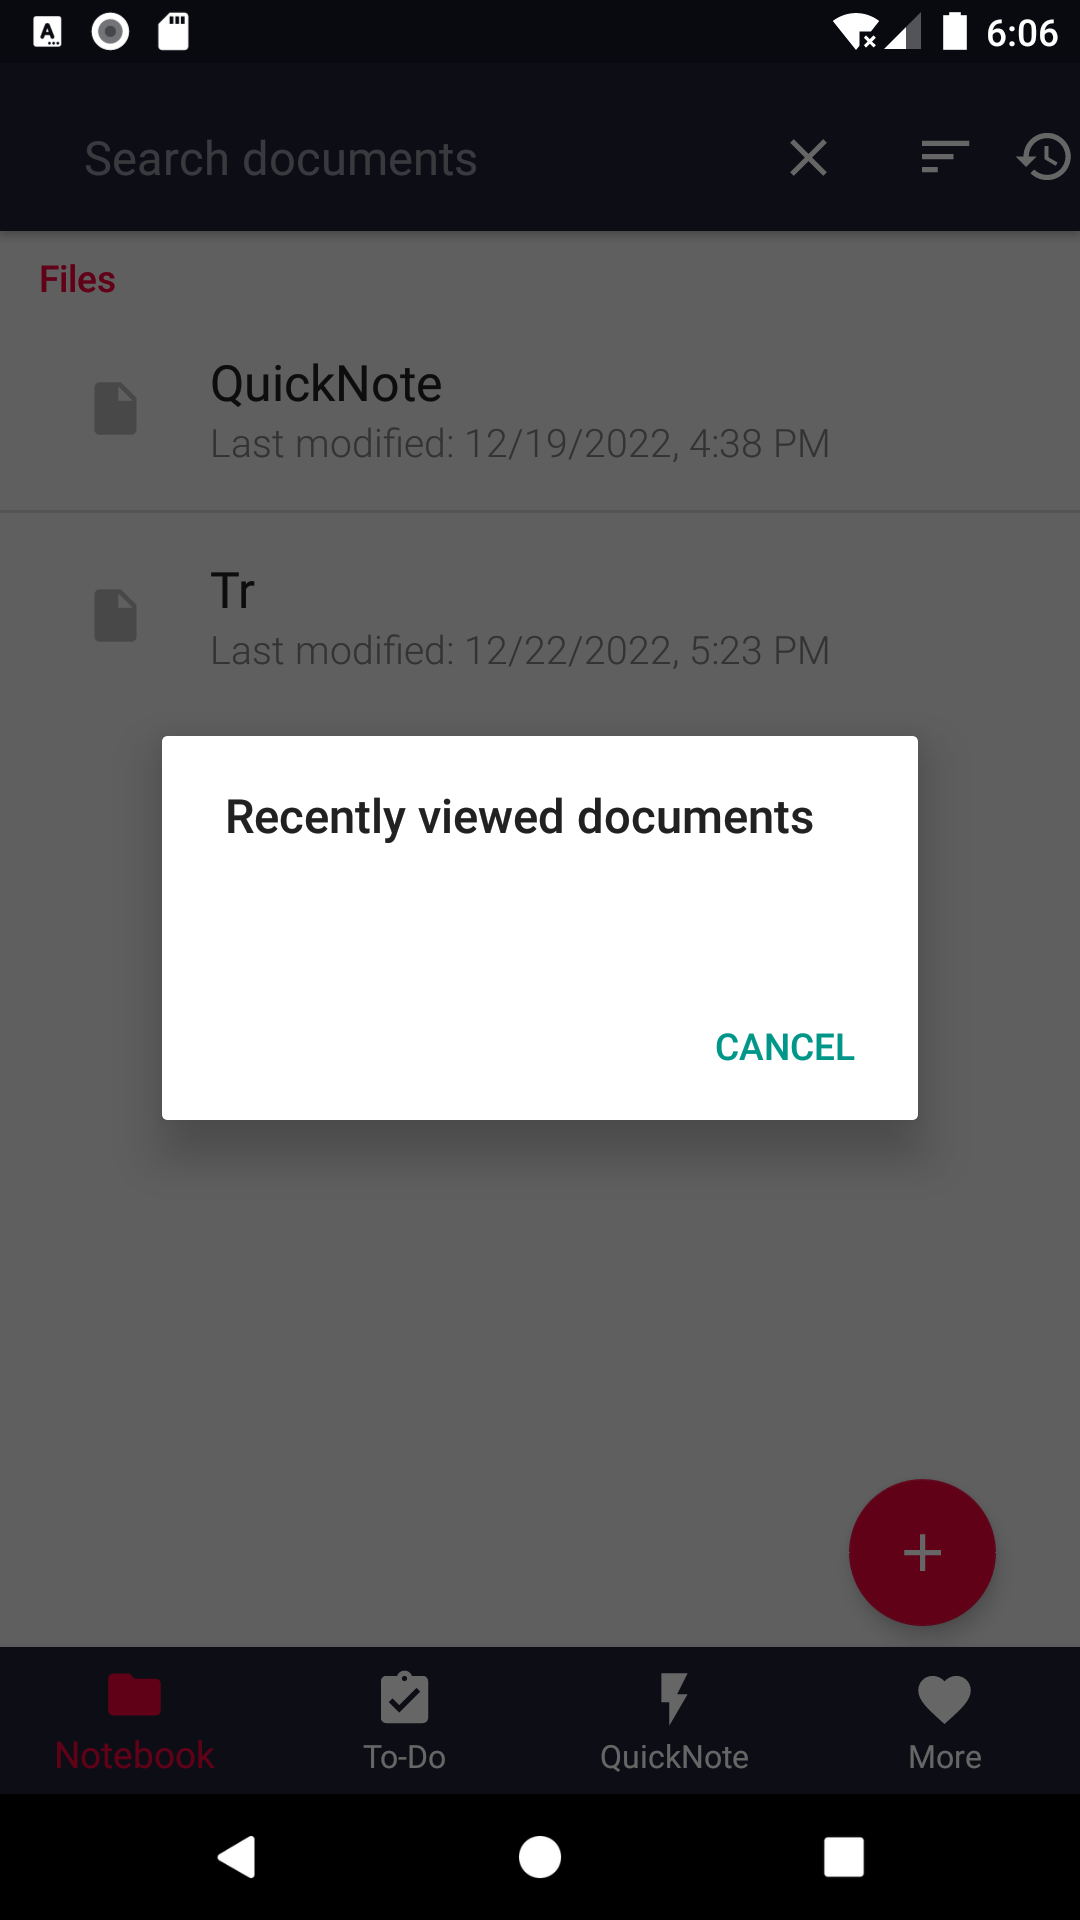 6:06
Search documents
Files
QuickNote
Last modified: 12/19/2022, 4:38 PM
Tr
Last modified: 12/22/2022, 5:23 PM
Recently viewed documents
CANCEL
Notebook
To-Do
QuickNote
More